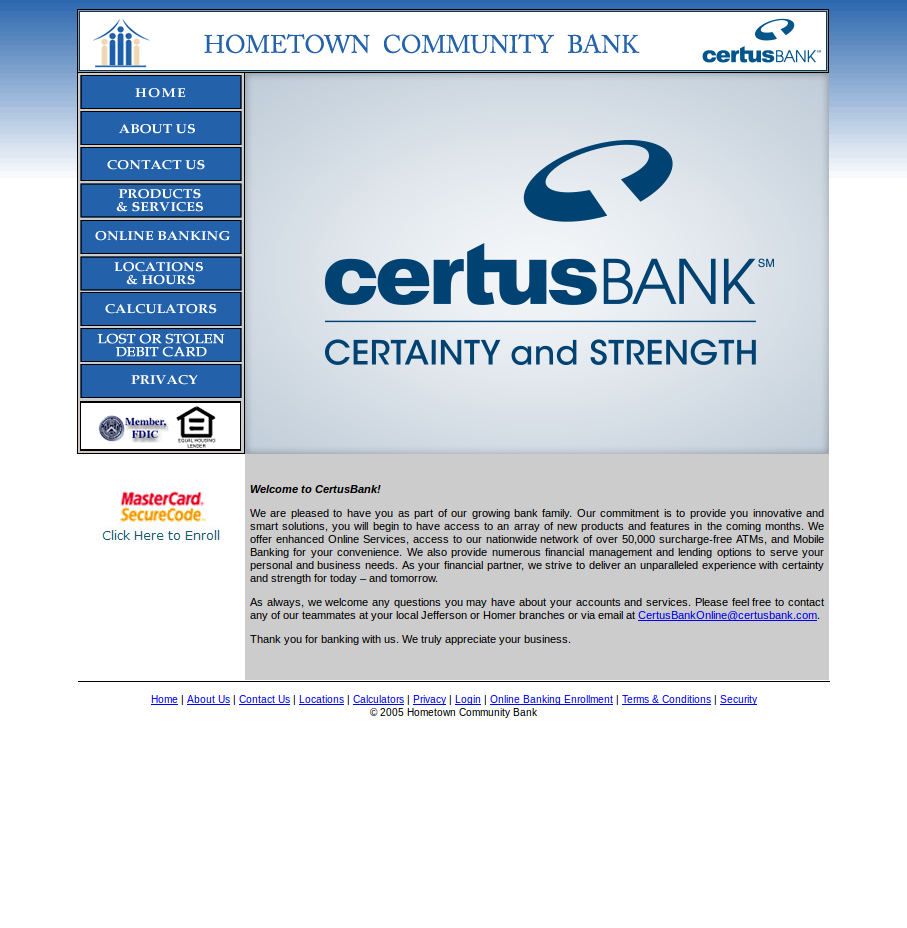 HOMETOWN COMMUNITY BANK
certusBANK
HOME
ABOUT US
CONTACT US
PRODUCTS
& SERVICES
ONLINE BANKING
LOCATIONS
& HOURS
CALCULATORS
LOST OR STOLEN
DEBIT CARD
PRIVACY
Member,
FDIC
EQUAL HOUSING
LENDER
certusBANK SM
CERTAINTY and STRENGTH
MasterCard.
SecureCode.
Click Here to Enroll
Welcome to CertusBank!
We are pleased to have you as part of our growing bank family. Our commitment is to provide you innovative and
smart solutions, you will begin to have access to an array of new products and features in the coming months. We
offer enhanced Online Services, access to our nationwide network of over 50,000 surcharge-free ATMs, and Mobile
Banking for your convenience. We also provide numerous financial management and lending options to serve your
personal and business needs. As your financial partner, we strive to deliver an unparalleled experience with certainty
and strength for today – and tomorrow.
As always, we welcome any questions you may have about your accounts and services. Please feel free to contact
any of our teammates at your local Jefferson or Homer branches or via email at CertusBankOnline@certusbank.com.
Thank you for banking with us. We truly appreciate your business.
Home | About Us | Contact Us | Locations | Calculators | Privacy | Login | Online Banking Enrollment | Terms & Conditions | Security
© 2005 Hometown Community Bank